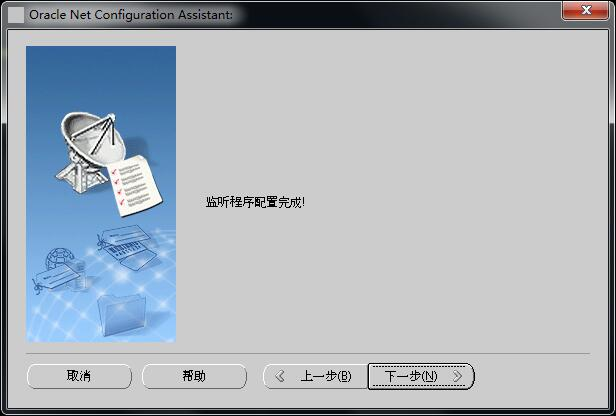 Oracle Net Configuration Assistant:
监听程序配置完成!
取消
帮助
上一步(B)
下一步(N)